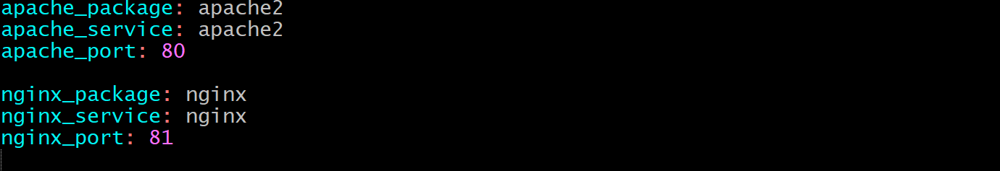 apache_package: apache2
apache_service: apache2
apache_port: 80
nginx_package: nginx
nginx_service: nginx
nginx_port: 81